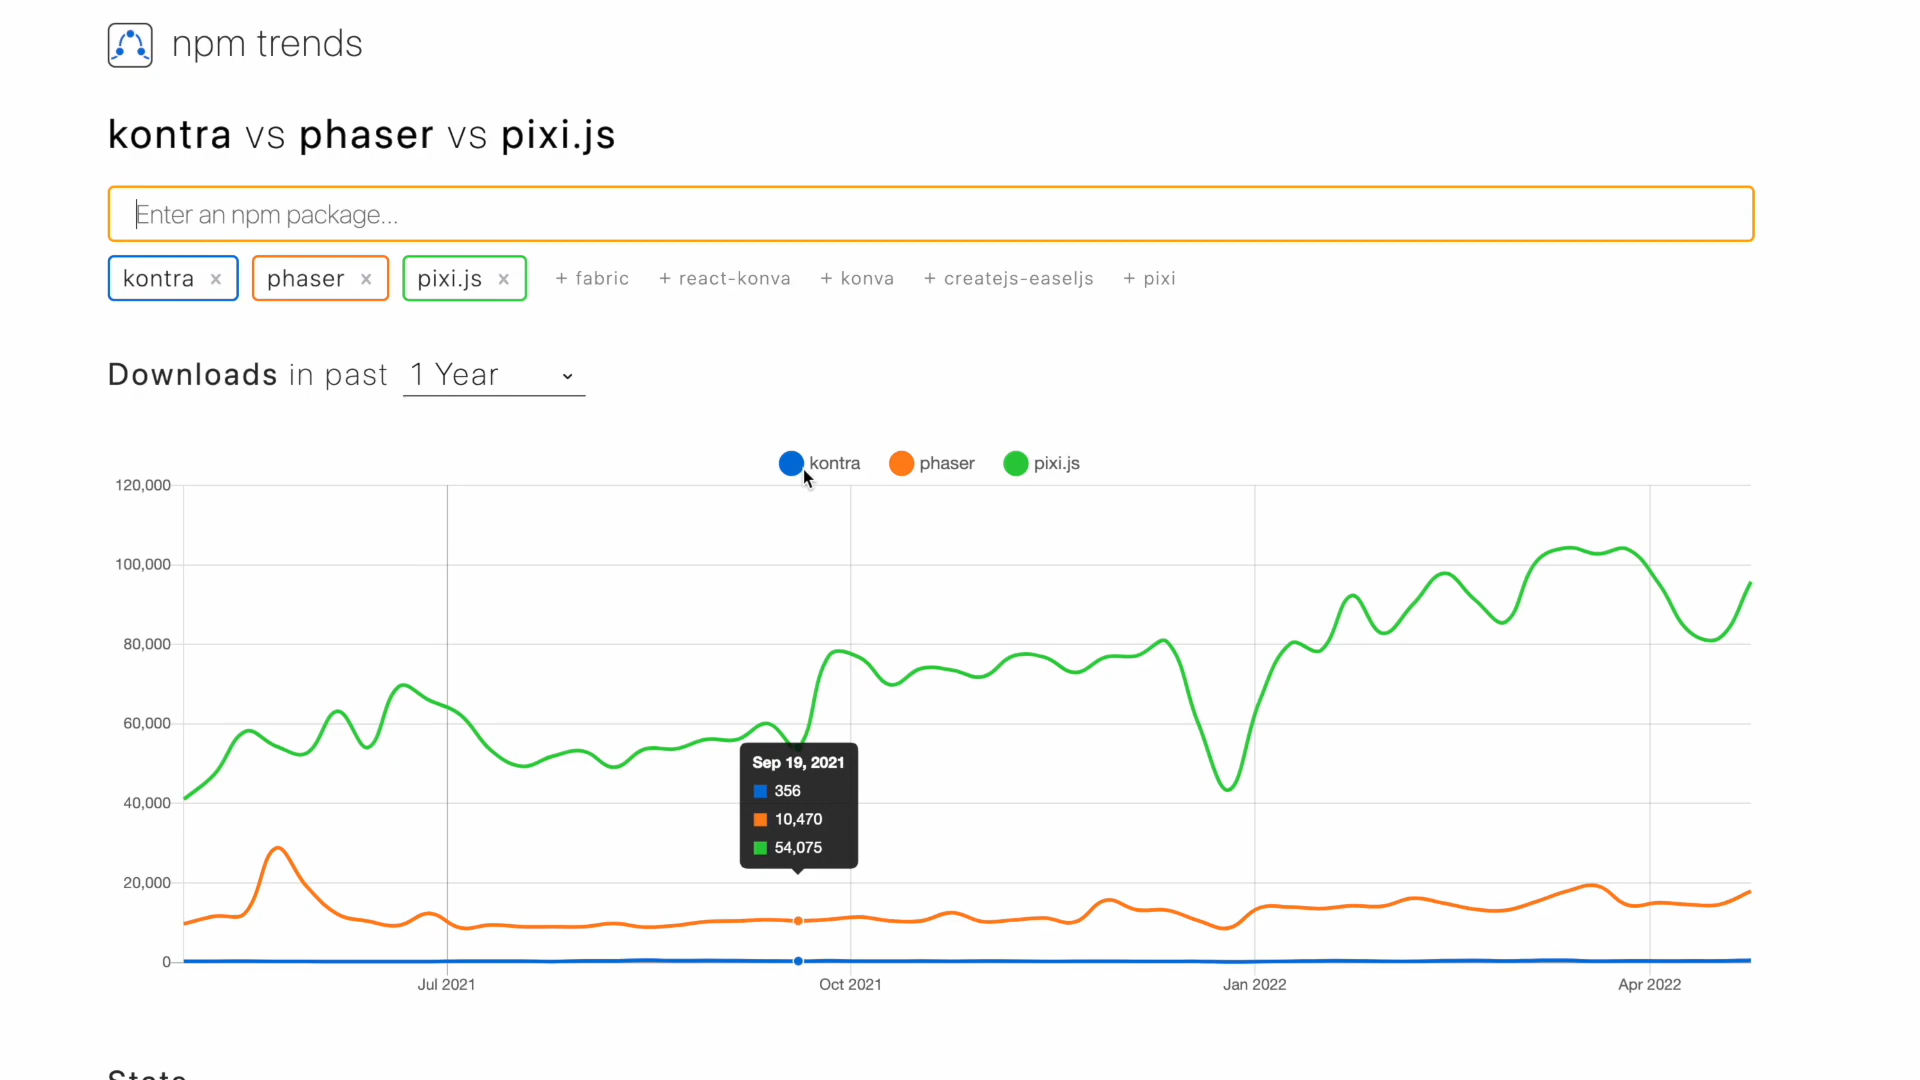 npm trends
kontra vs phaser vs pixi.js
Enter an npm package...
kontra × phaser × pixi.js × + fabric + react-konva + konva + createjs-easeljs + pixi
Downloads in past 1 Year
kontra phaser pixi.js
120,000
100,000
80,000
60,000
40,000
20,000
0
Sep 19, 2021
356
10,470
54,075
Jul 2021 Oct 2021 Jan 2022 Apr 2022
Stats